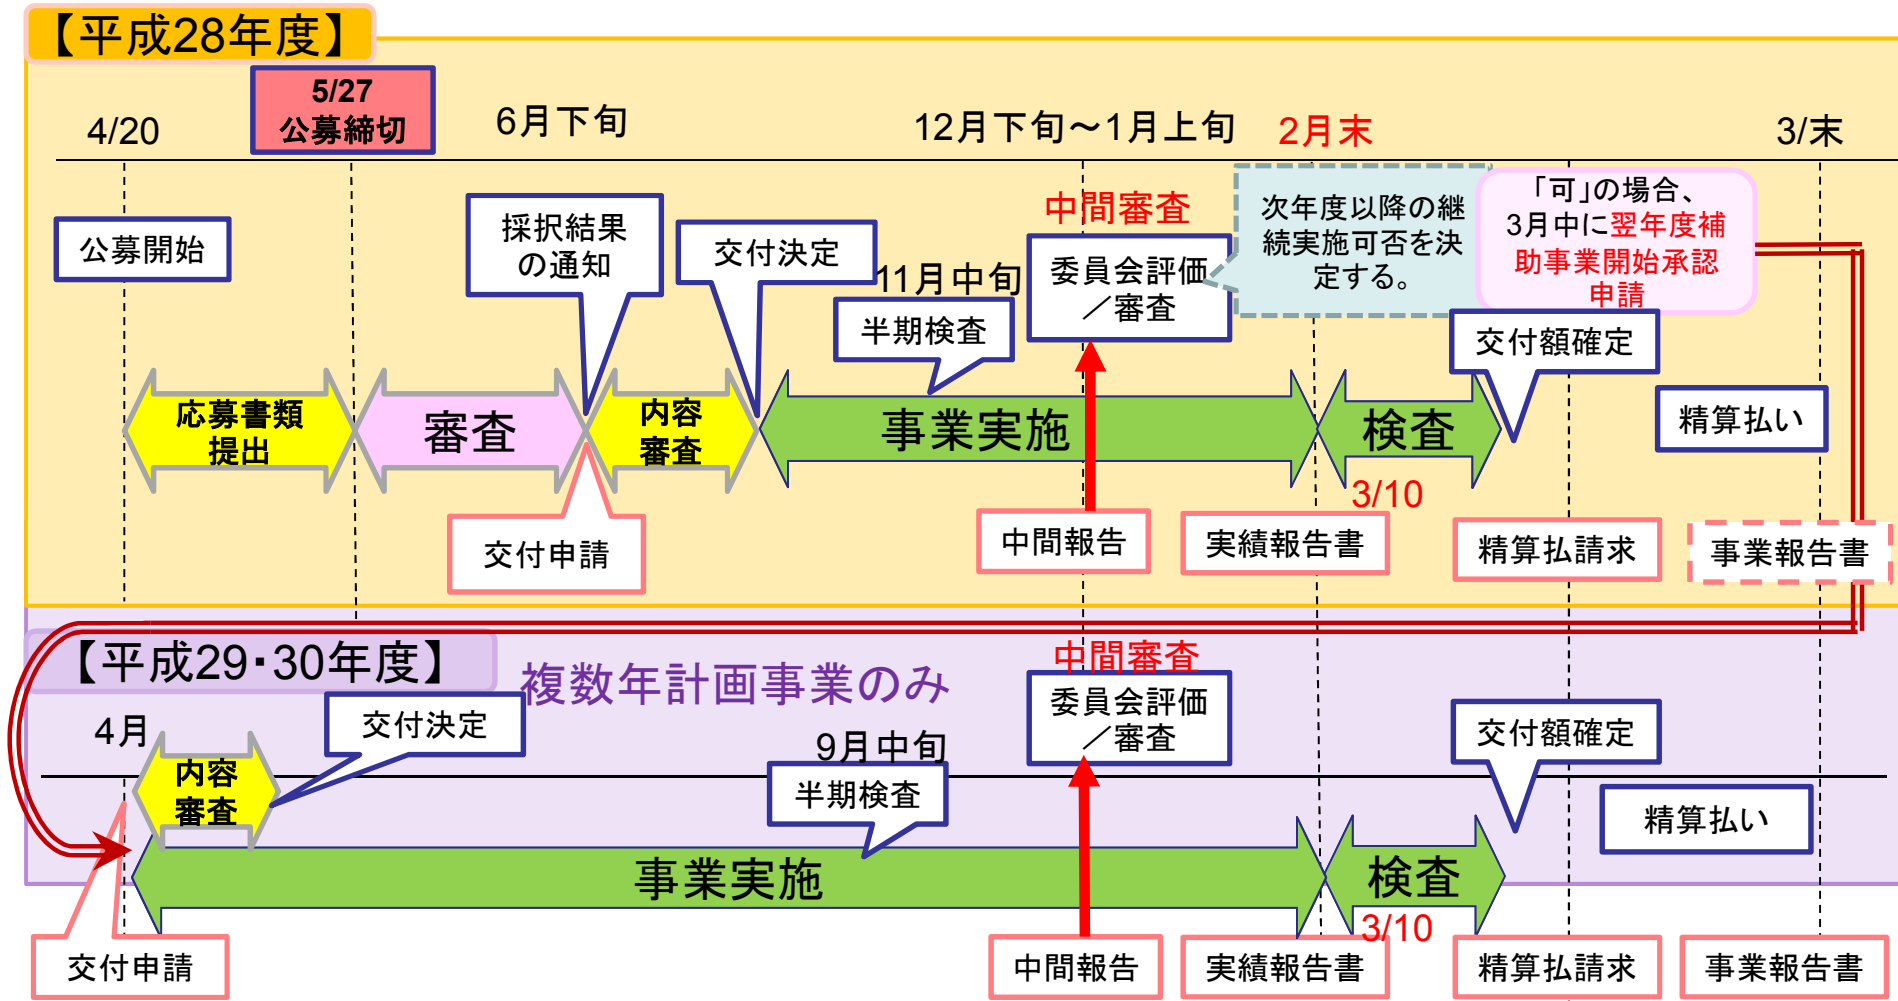 【平成28年度】
4/20
5/27
公募締切
6月下旬
12月下旬～1月上旬
2月末
3/末
公募開始
採択結果
の通知
交付決定
11月中旬
半期検査
中間審査
委員会評価
／審査
次年度以降の継
続実施可否を決
定する。
「可」の場合、
3月中に翌年度補
助事業開始承認
申請
交付額確定
精算払い
応募書類
提出
審査
内容
審査
事業実施
検査
3/10
交付申請
中間報告
実績報告書
精算払請求
事業報告書
【平成29・30年度】
複数年計画事業のみ
4月
内容
審査
交付決定
9月中旬
半期検査
中間審査
委員会評価
／審査
交付額確定
精算払い
事業実施
検査
3/10
交付申請
中間報告
実績報告書
精算払請求
事業報告書